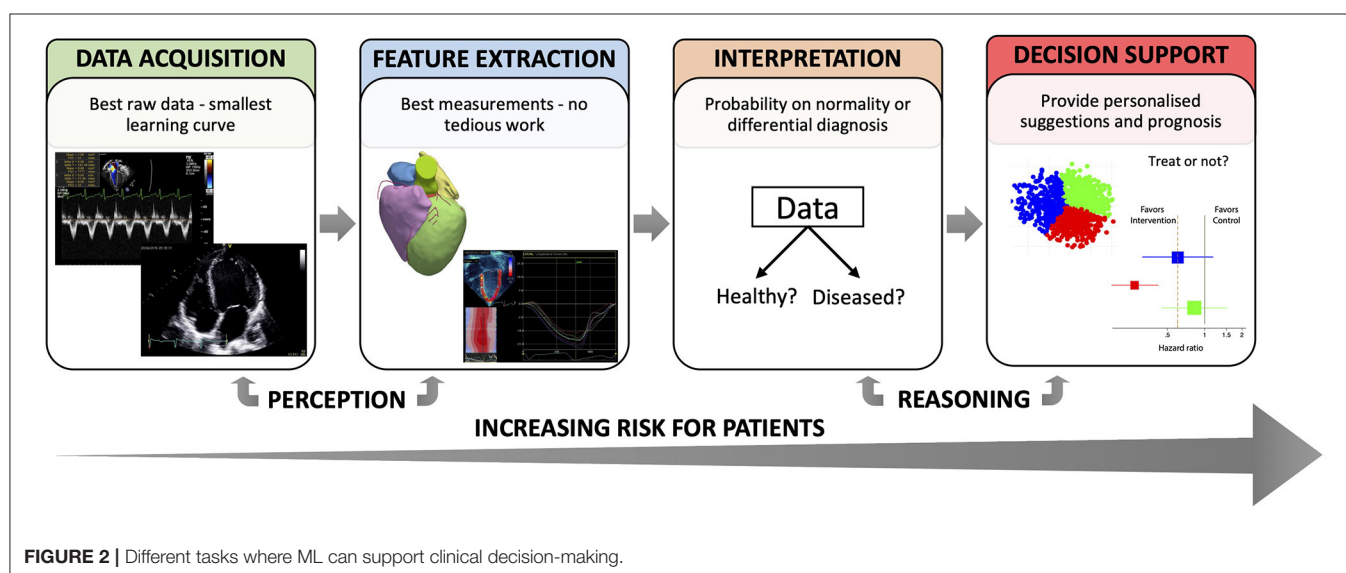 DATA ACQUISITION
Best raw data - smallest
learning curve
FEATURE EXTRACTION
Best measurements - no
tedious work
INTERPRETATION
Probability on normality or
differential diagnosis
Data
Healthy? Diseased?
DECISION SUPPORT
Provide personalised
suggestions and prognosis
Treat or not?
Favors
Intervention
Favors
Control
.5 1 1.5 2
Hazard ratio
PERCEPTION
REASONING
INCREASING RISK FOR PATIENTS
FIGURE 2 | Different tasks where ML can support clinical decision-making.